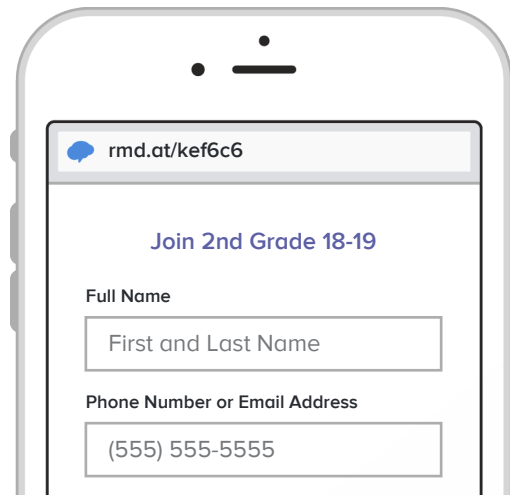 rmd.at/kef6c6
Join 2nd Grade 18-19
Full Name
First and Last Name
Phone Number or Email Address
(555) 555-5555